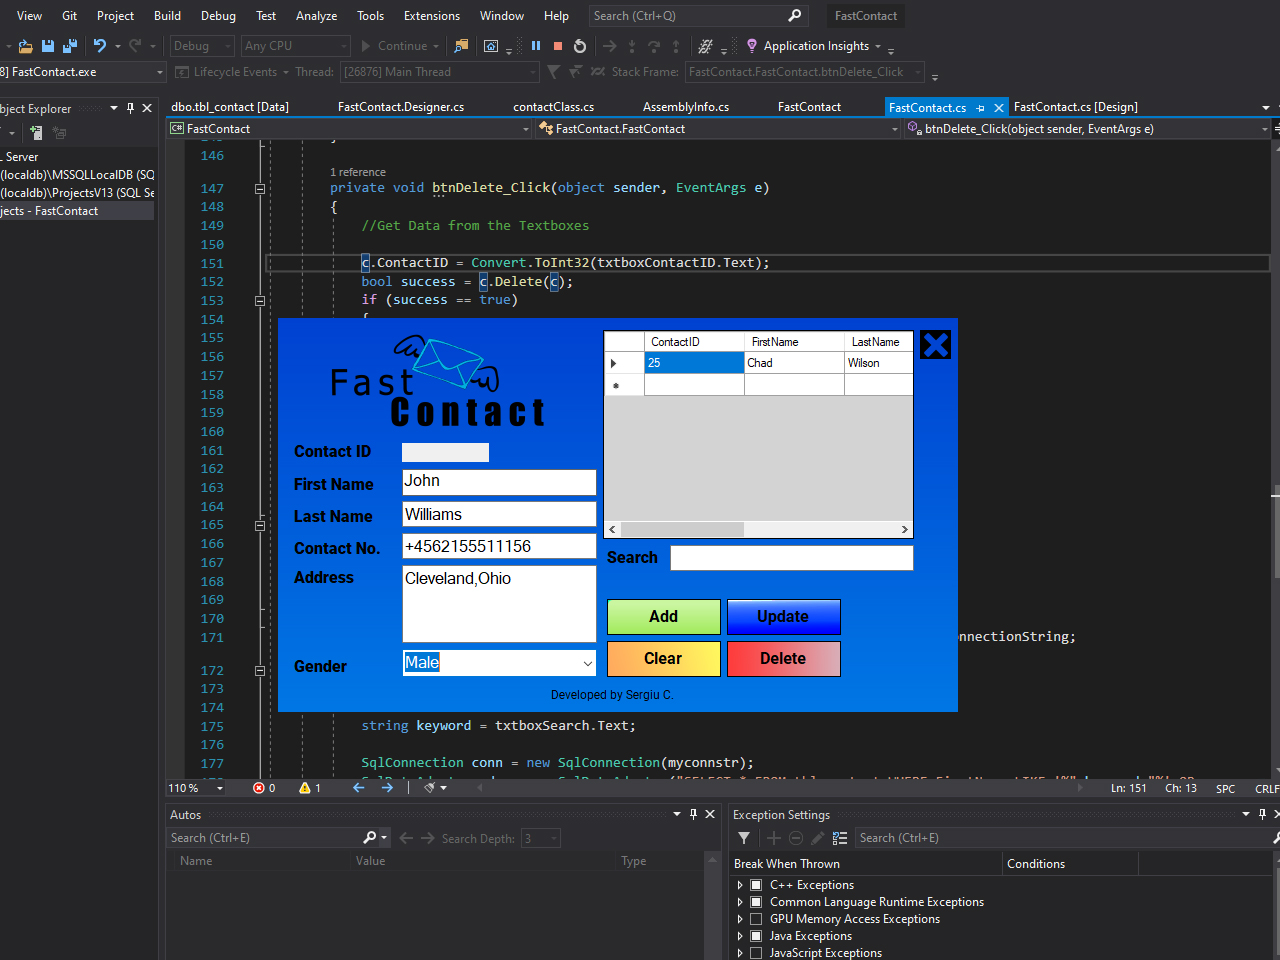 View Git Project Build Debug Test Analyze Tools Extensions Window Help Search (Ctrl+Q) FastContact
Debug Any CPU Continue Application Insights
8] FastContact.exe Lifecycle Events Thread: [26876] Main Thread Stack Frame: FastContact.FastContact.btnDelete_Click
bject Explorer
L Server
(localdb)\MSSQLLocalDB (SQ
(localdb)\ProjectsV13 (SQL Se
jects - FastContact
dbo.tbl_contact [Data] FastContact.Designer.cs contactClass.cs AssemblyInfo.cs FastContact FastContact.cs FastContact.cs [Design]
C# FastContact FastContact.FastContact btnDelete_Click(object sender, EventArgs e)
146
1 reference
147 private void btnDelete_Click(object sender, EventArgs e)
148 {
149 //Get Data from the Textboxes
150
151 c.ContactID = Convert.ToInt32(txtboxContactID.Text);
152 bool success = c.Delete(c);
153 if (success == true)
154
155
156
157
158
159
160
161
162
163
164
165
166
167
168
169
170
171 nnectionString;
172
173
174
175 string keyword = txtboxSearch.Text;
176
177 SqlConnection conn = new SqlConnection(myconnstr);
Fast
Contact
Contact ID
First Name John
Last Name Williams
Contact No. +4562155511156
Address Cleveland,Ohio
Gender Male
ContactID FirstName LastName
25 Chad Wilson
Search
Add Update
Clear Delete
Developed by Sergiu C.
110 % 0 1 Ln: 151 Ch: 13 SPC CRLF
Autos
Search (Ctrl+E) Search Depth: 3
Name Value Type
Exception Settings
Search (Ctrl+E)
Break When Thrown Conditions
C++ Exceptions
Common Language Runtime Exceptions
GPU Memory Access Exceptions
Java Exceptions
JavaScript Exceptions